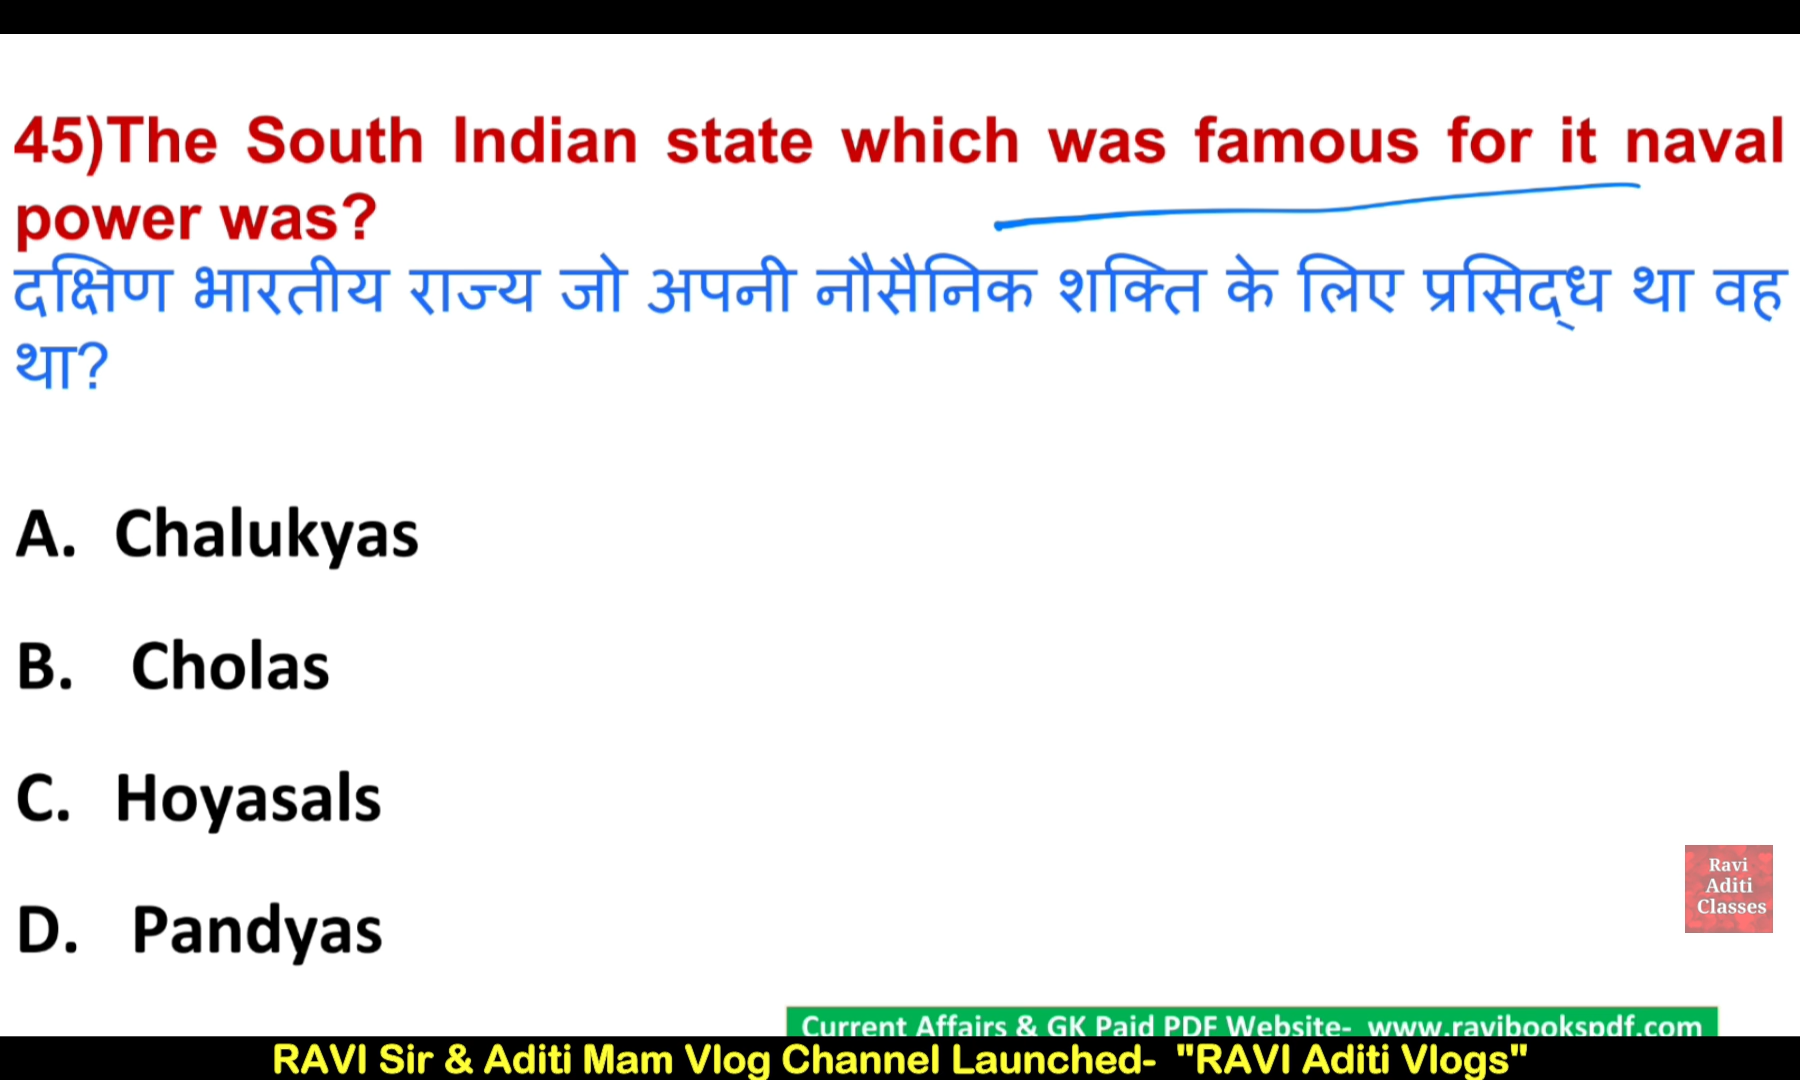 45)The South Indian state which was famous for it naval
power was?
दक्षिण भारतीय राज्य जो अपनी नौसैनिक शक्ति के लिए प्रसिद्ध था वह
था?
A. Chalukyas
B. Cholas
C. Hoyasals
D. Pandyas
Ravi
Aditi
Classes
Current Affairs & GK Paid PDF Website- www.ravibookspdf.com
RAVI Sir & Aditi Mam Vlog Channel Launched- "RAVI Aditi Vlogs"